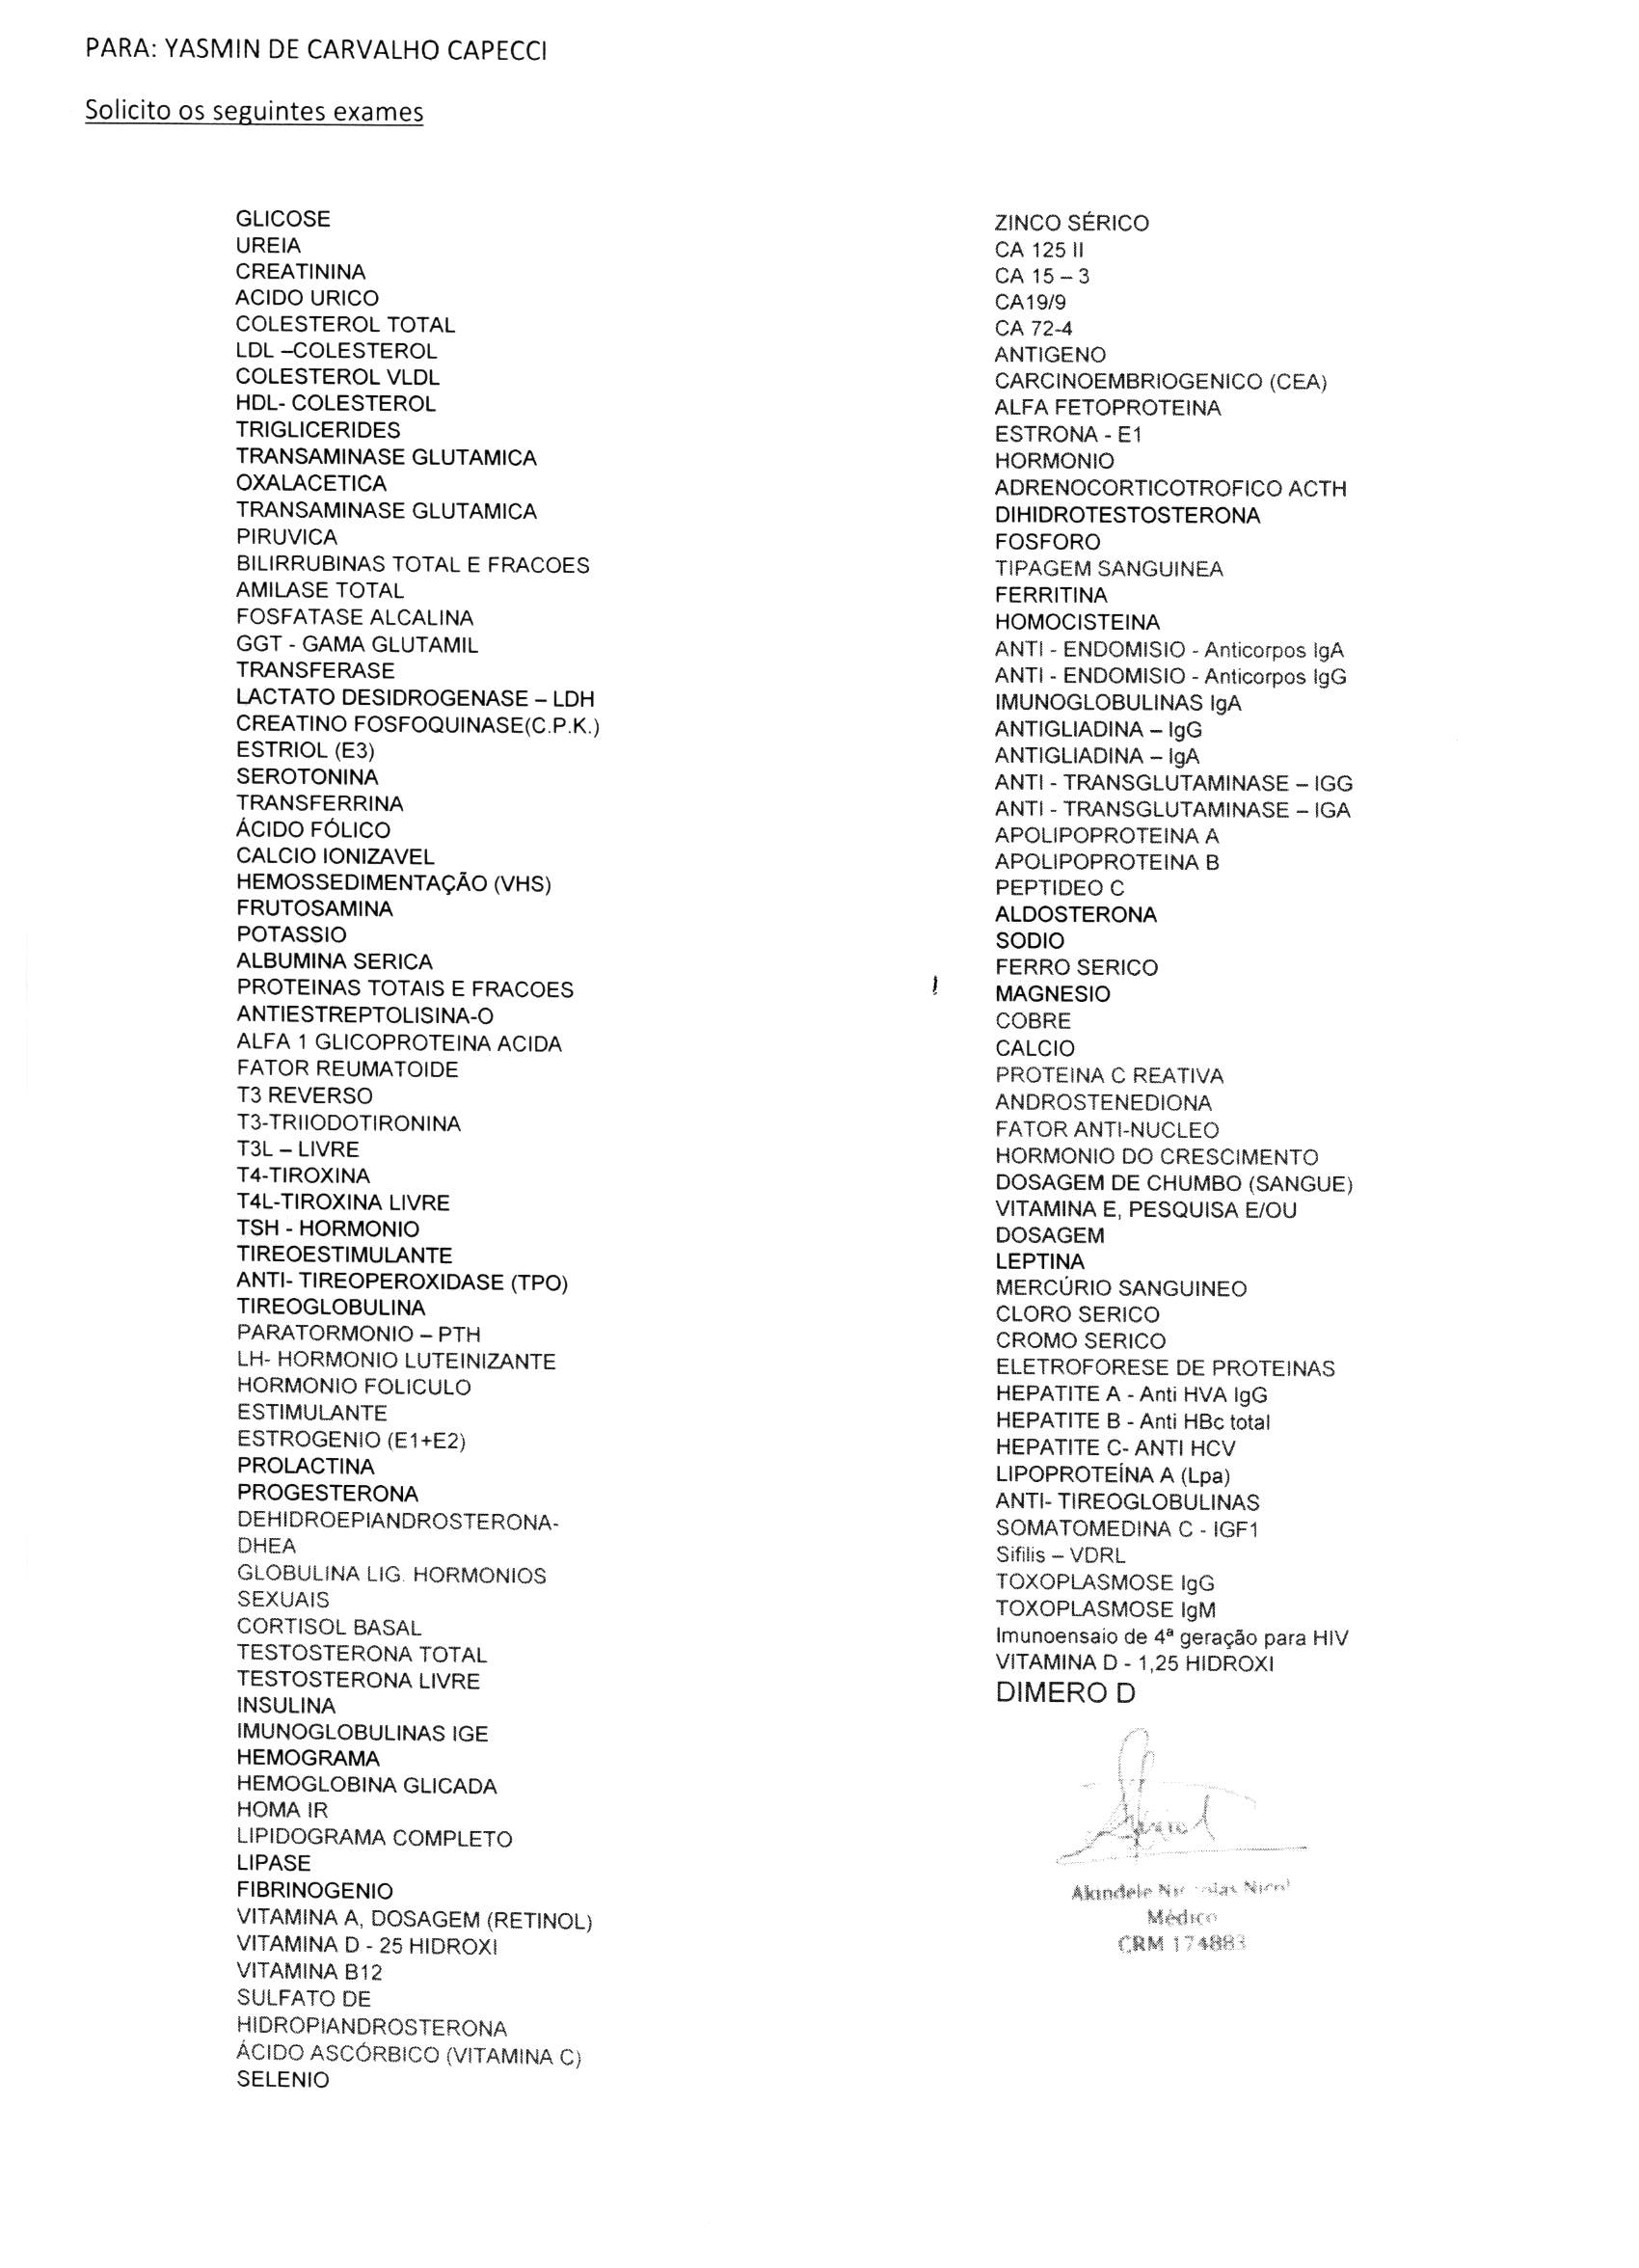 PARA: YASMIN DE CARVALHO CAPECCI
Solicito os seguintes exames
GLICOSE
UREIA
CREATININA
ACIDO URICO
COLESTEROL TOTAL
LDL –COLESTEROL
COLESTEROL VLDL
HDL- COLESTEROL
TRIGLICERIDES
TRANSAMINASE GLUTAMICA
OXALACETICA
TRANSAMINASE GLUTAMICA
PIRUVICA
BILIRRUBINAS TOTAL E FRACOES
AMILASE TOTAL
FOSFATASE ALCALINA
GGT - GAMA GLUTAMIL
TRANSFERASE
LACTATO DESIDROGENASE – LDH
CREATINO FOSFOQUINASE(C.P.K.)
ESTRIOL (E3)
SEROTONINA
TRANSFERRINA
ÁCIDO FÓLICO
CALCIO IONIZAVEL
HEMOSSEDIMENTAÇÃO (VHS)
FRUTOSAMINA
POTASSIO
ALBUMINA SERICA
PROTEINAS TOTAIS E FRACOES
ANTIESTREPTOLISINA-O
ALFA 1 GLICOPROTEINA ACIDA
FATOR REUMATOIDE
T3 REVERSO
T3-TRIIODOTIRONINA
T3L – LIVRE
T4-TIROXINA
T4L-TIROXINA LIVRE
TSH - HORMONIO
TIREOESTIMULANTE
ANTI- TIREOPEROXIDASE (TPO)
TIREOGLOBULINA
PARATORMONIO – PTH
LH- HORMONIO LUTEINIZANTE
HORMONIO FOLICULO
ESTIMULANTE
ESTROGENIO (E1+E2)
PROLACTINA
PROGESTERONA
DEHIDROEPIANDROSTERONA-
DHEA
GLOBULINA LIG. HORMONIOS
SEXUAIS
CORTISOL BASAL
TESTOSTERONA TOTAL
TESTOSTERONA LIVRE
INSULINA
IMUNOGLOBULINAS IGE
HEMOGRAMA
HEMOGLOBINA GLICADA
HOMA IR
LIPIDOGRAMA COMPLETO
LIPASE
FIBRINOGENIO
VITAMINA A, DOSAGEM (RETINOL)
VITAMINA D - 25 HIDROXI
VITAMINA B12
SULFATO DE
HIDROPIANDROSTERONA
ÁCIDO ASCÓRBICO (VITAMINA C)
SELENIO
ZINCO SÉRICO
CA 125 II
CA 15 – 3
CA19/9
CA 72-4
ANTIGENO
CARCINOEMBRIOGENICO (CEA)
ALFA FETOPROTEINA
ESTRONA - E1
HORMONIO
ADRENOCORTICOTROFICO ACTH
DIHIDROTESTOSTERONA
FOSFORO
TIPAGEM SANGUINEA
FERRITINA
HOMOCISTEINA
ANTI - ENDOMISIO - Anticorpos IgA
ANTI - ENDOMISIO - Anticorpos IgG
IMUNOGLOBULINAS IgA
ANTIGLIADINA – IgG
ANTIGLIADINA – IgA
ANTI - TRANSGLUTAMINASE – IGG
ANTI - TRANSGLUTAMINASE – IGA
APOLIPOPROTEINA A
APOLIPOPROTEINA B
PEPTIDEO C
ALDOSTERONA
SODIO
FERRO SERICO
MAGNESIO
COBRE
CALCIO
PROTEINA C REATIVA
ANDROSTENEDIONA
FATOR ANTI-NUCLEO
HORMONIO DO CRESCIMENTO
DOSAGEM DE CHUMBO (SANGUE)
VITAMINA E, PESQUISA E/OU
DOSAGEM
LEPTINA
MERCÚRIO SANGUINEO
CLORO SERICO
CROMO SERICO
ELETROFORESE DE PROTEINAS
HEPATITE A - Anti HVA IgG
HEPATITE B - Anti HBc total
HEPATITE C- ANTI HCV
LIPOPROTEÍNA A (Lpa)
ANTI- TIREOGLOBULINAS
SOMATOMEDINA C - IGF1
Sifilis – VDRL
TOXOPLASMOSE IgG
TOXOPLASMOSE IgM
Imunoensaio de 4ª geração para HIV
VITAMINA D - 1,25 HIDROXI
DIMERO D
Akindele
Médico
CRM 174883